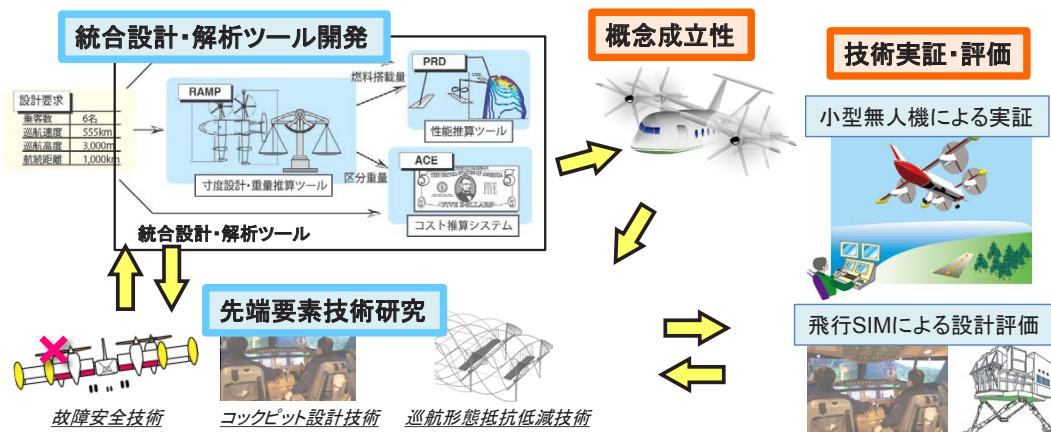 統合設計・解析ツール開発
概念成立性
技術実証・評価
設計要求
乗客数 6名
巡航速度 555km
巡航高度 3,000m
航続距離 1,000km
RAMP
寸度設計・重量推算ツール
燃料搭載量
PRD
性能推算ツール
区分重量
ACE
5 FIVE 5
FIVE DOLLARS
コスト推算システム
統合設計・解析ツール
小型無人機による実証
先端要素技術研究
飛行SIMによる設計評価
故障安全技術
コックピット設計技術
巡航形態抵抗低減技術